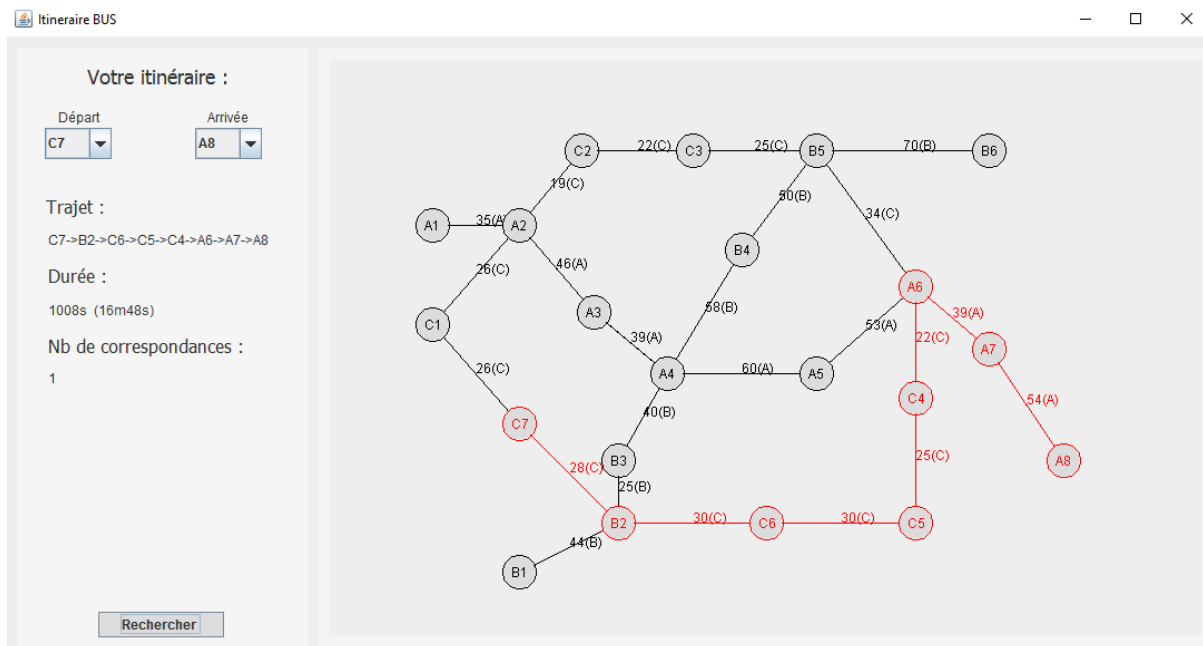 Itineraire BUS
Votre itinéraire :
Départ Arrivée
C7 A8
Trajet :
C7->B2->C6->C5->C4->A6->A7->A8
Durée :
1008s (16m48s)
Nb de correspondances :
1
Rechercher
C2 22(C) C3 25(C) B5 70(B) B6
19(C)
50(B)
34(C)
A1 35(A) A2
B4
46(A)
26(C)
A6
58(B)
A3
39(A)
C1
53(A)
39(A)
22(C)
A7
26(C)
A4 60(A) A5
C4
54(A)
40(B)
C7
25(C)
B3
A8
28(C)
25(B)
B2 30(C) C6 30(C) C5
44(B)
B1